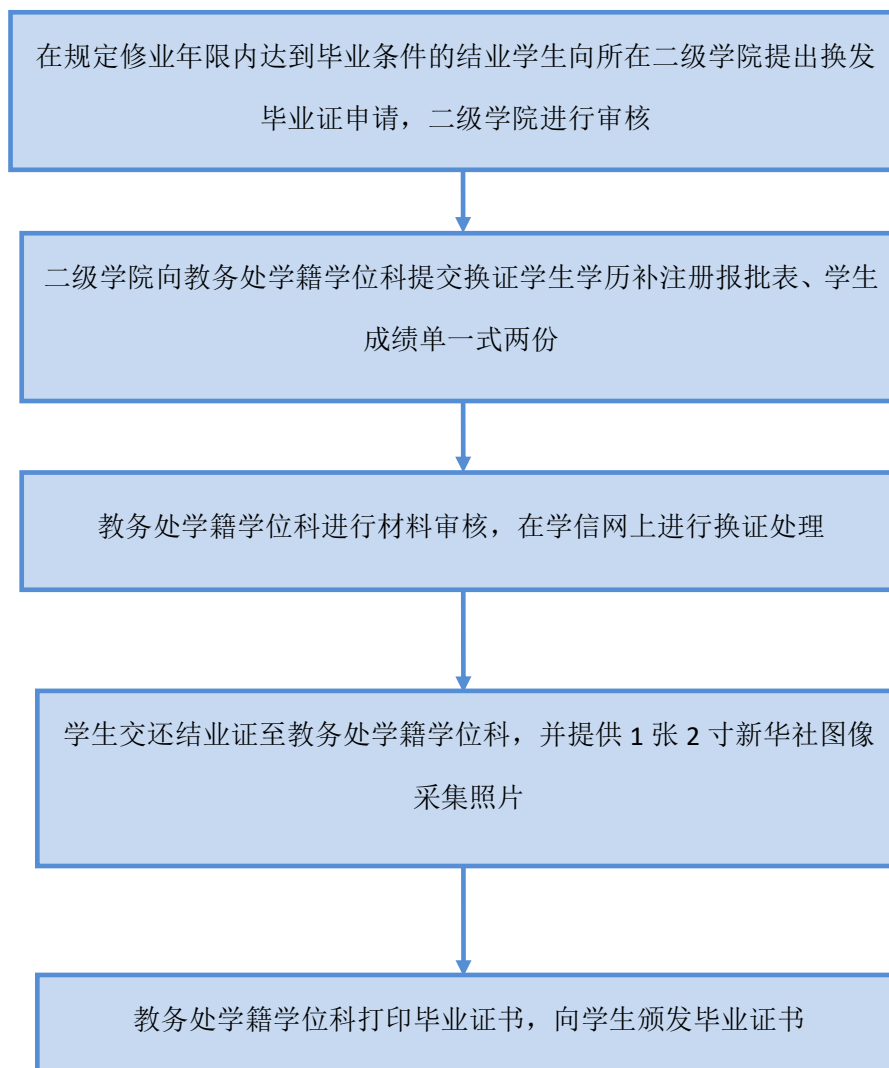 在规定修业年限内达到毕业条件的结业学生向所在二级学院提出换发
毕业证申请，二级学院进行审核
二级学院向教务处学籍学位科提交换证学生学历补注册报批表、学生
成绩单一式两份
教务处学籍学位科进行材料审核，在学信网上进行换证处理
学生交还结业证至教务处学籍学位科，并提供 1 张 2 寸新华社图像
采集照片
教务处学籍学位科打印毕业证书，向学生颁发毕业证书